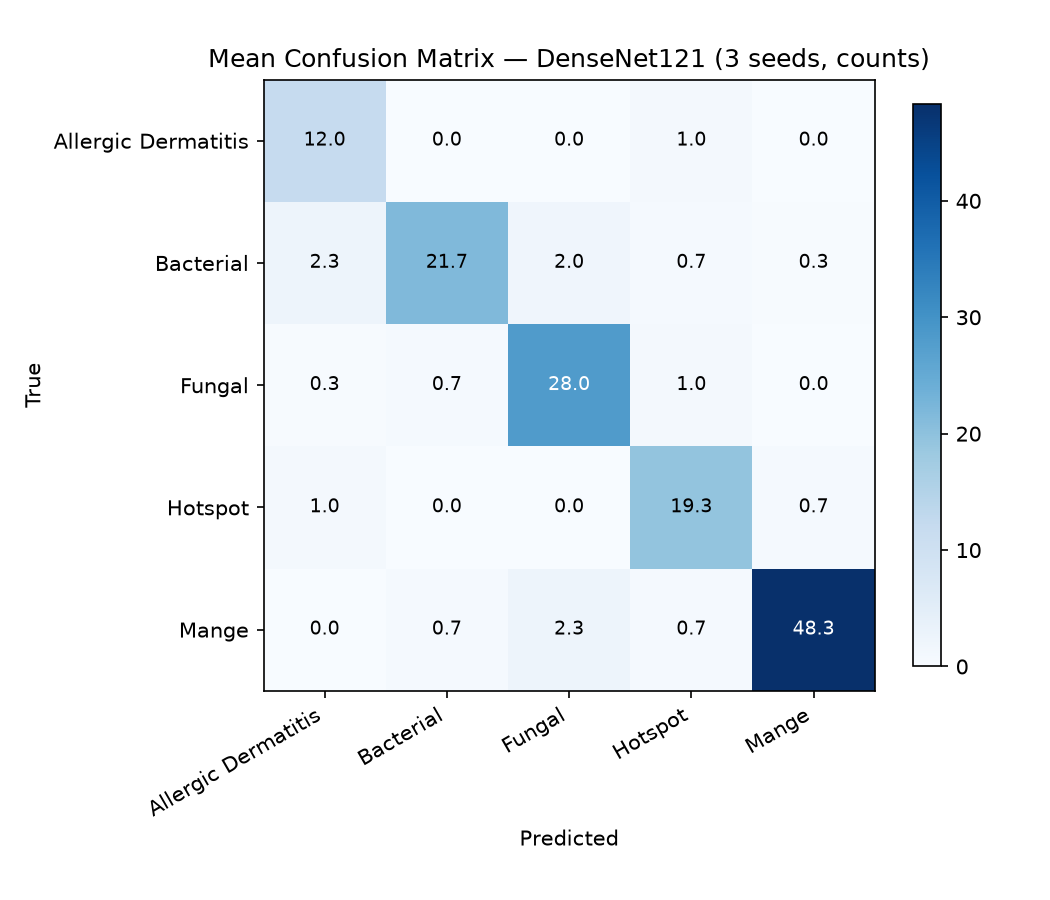 Mean Confusion Matrix — DenseNet121 (3 seeds, counts)
Allergic Dermatitis 12.0 0.0 0.0 1.0 0.0
Bacterial 2.3 21.7 2.0 0.7 0.3
Fungal 0.3 0.7 28.0 1.0 0.0
Hotspot 1.0 0.0 0.0 19.3 0.7
Mange 0.0 0.7 2.3 0.7 48.3
True
Allergic Dermatitis Bacterial Fungal Hotspot Mange
Predicted
40
30
20
10
0